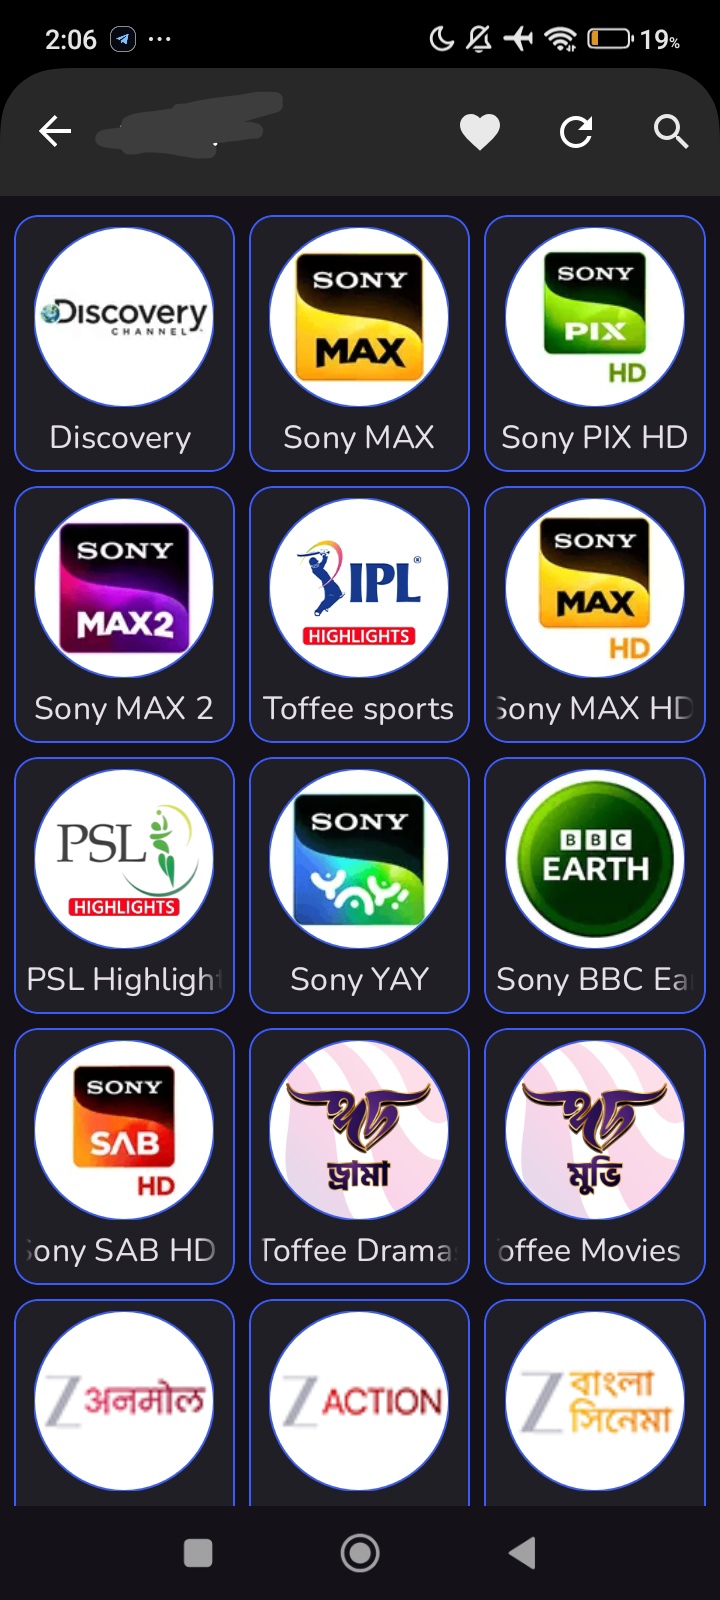 2:06
19%
Discovery
CHANNEL
SONY
MAX
SONY
PIX
HD
Discovery
Sony MAX
Sony PIX HD
SONY
MAX2
IPL
HIGHLIGHTS
SONY
MAX
HD
Sony MAX 2
Toffee sports
Sony MAX HD
PSL
HIGHLIGHTS
SONY
YAY!
BBC
EARTH
PSL Highlight
Sony YAY
Sony BBC Ea
SONY
SAB
HD
ড্রামা
মুভি
Sony SAB HD
Toffee Dramas
offee Movies
Z अनमोल
Z ACTION
Z বাংলা
সিনেমা